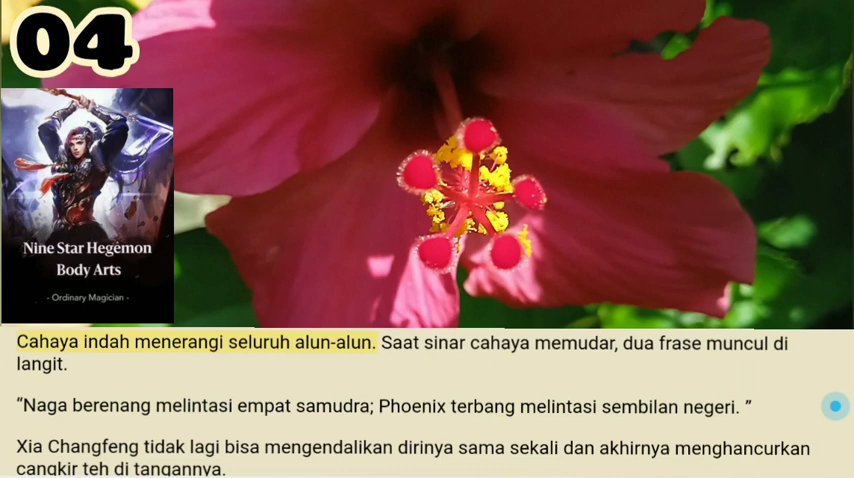 04
Nine Star Hegemon
Body Arts
- Ordinary Magician -
Cahaya indah menerangi seluruh alun-alun. Saat sinar cahaya memudar, dua frase muncul di
langit.
“Naga berenang melintasi empat samudra; Phoenix terbang melintasi sembilan negeri. ”
Xia Changfeng tidak lagi bisa mengendalikan dirinya sama sekali dan akhirnya menghancurkan
cangkir teh di tangannya.